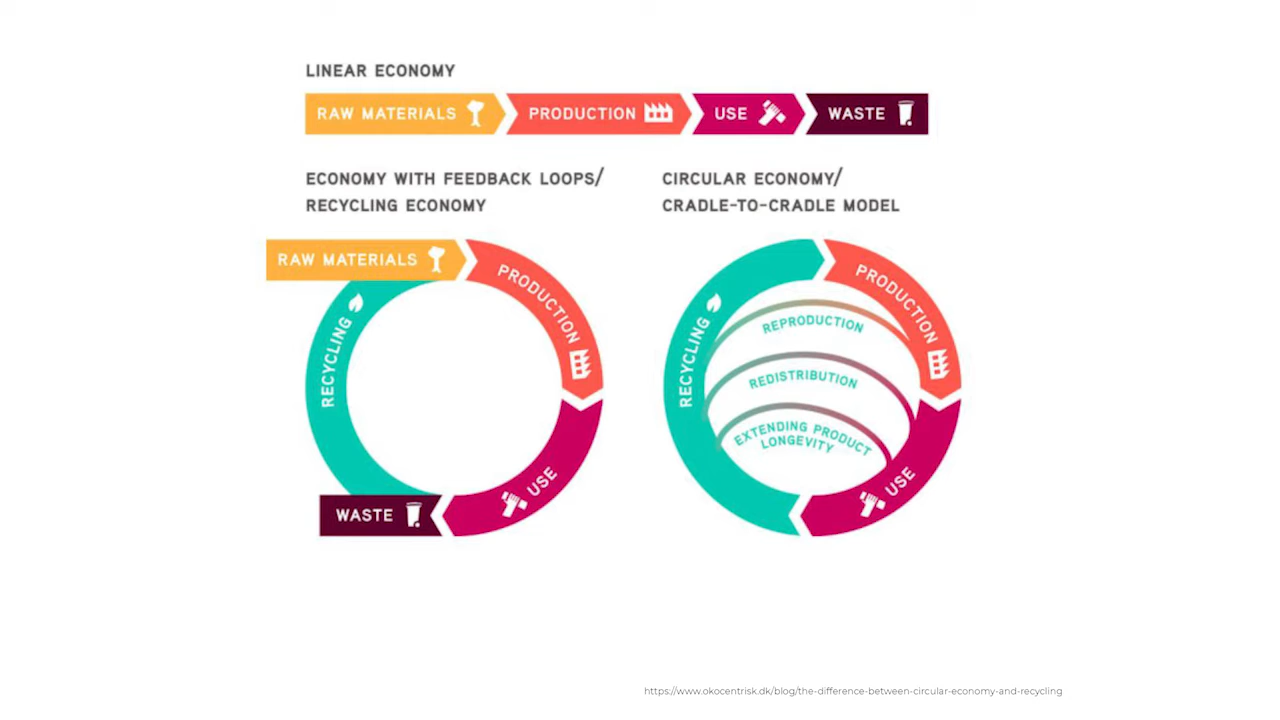 LINEAR ECONOMY
RAW MATERIALS PRODUCTION USE WASTE
ECONOMY WITH FEEDBACK LOOPS/
RECYCLING ECONOMY
RAW MATERIALS
PRODUCTION
USE
WASTE
RECYCLING
CIRCULAR ECONOMY/
CRADLE-TO-CRADLE MODEL
PRODUCTION
USE
RECYCLING
REPRODUCTION
REDISTRIBUTION
EXTENDING PRODUCT
LONGEVITY
https://www.okocentrisk.dk/blog/the-difference-between-circular-economy-and-recycling